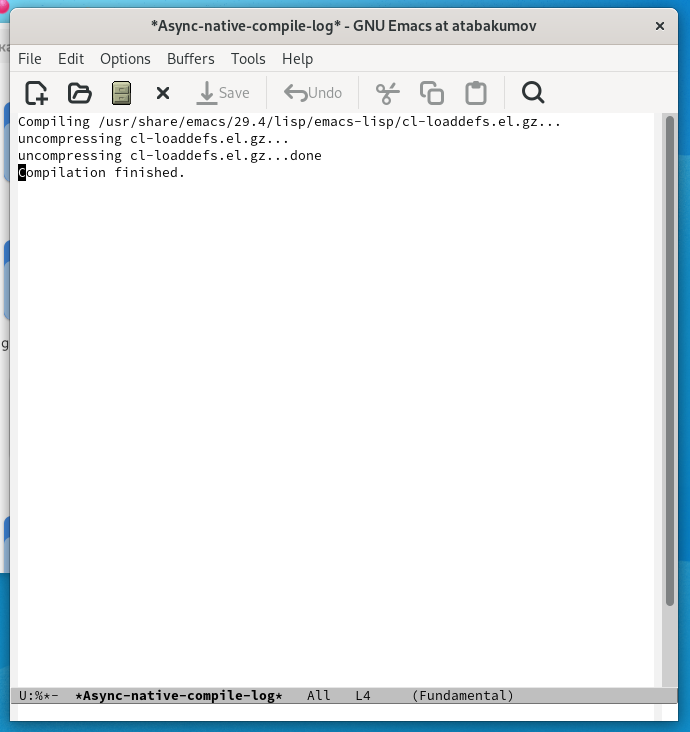 *Async-native-compile-log* - GNU Emacs at atabakumov
File Edit Options Buffers Tools Help
Save Undo
Compiling /usr/share/emacs/29.4/lisp/emacs-lisp/cl-loaddefs.el.gz...
uncompressing cl-loaddefs.el.gz...
uncompressing cl-loaddefs.el.gz...done
Compilation finished.
U:%*- *Async-native-compile-log* All L4 (Fundamental)